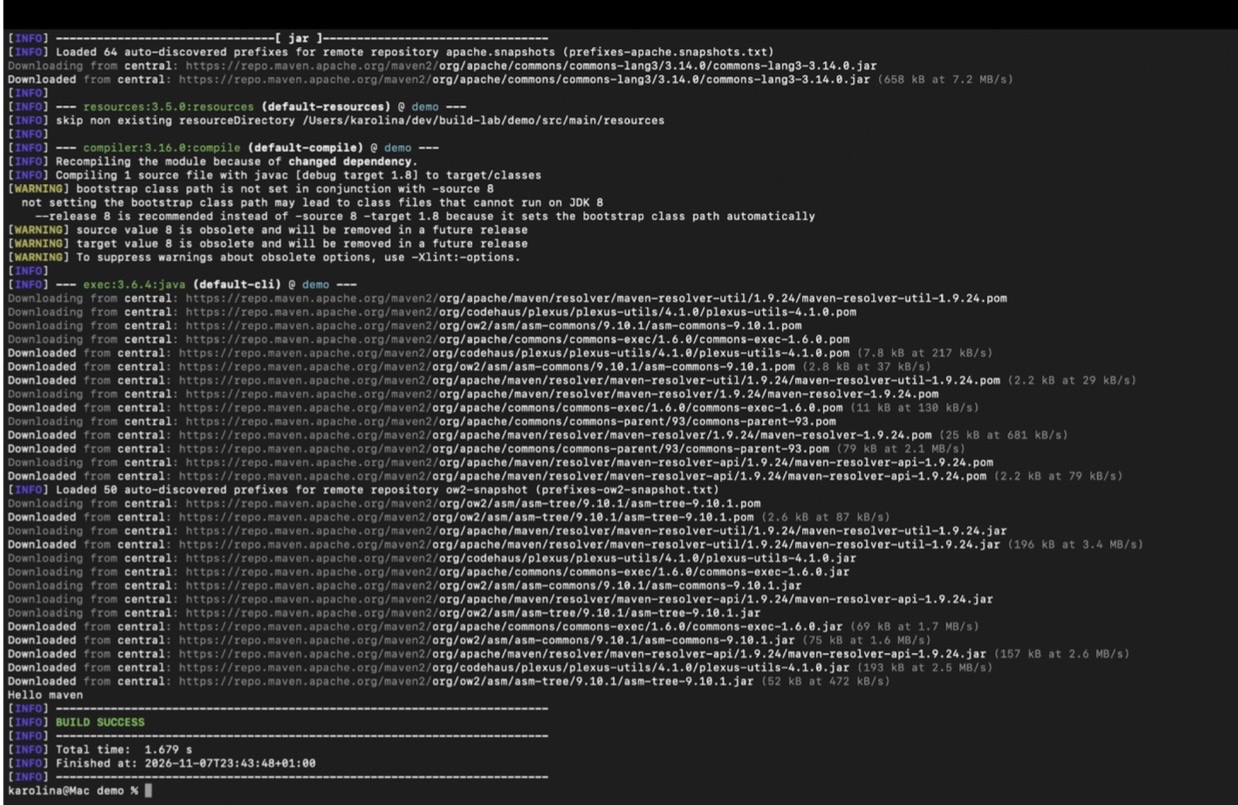 [INFO] --------------------------------[ jar ]---------------------------------
[INFO] Loaded 64 auto-discovered prefixes for remote repository apache.snapshots (prefixes-apache.snapshots.txt)
Downloading from central: https://repo.maven.apache.org/maven2/org/apache/commons/commons-lang3/3.14.0/commons-lang3-3.14.0.jar
Downloaded from central: https://repo.maven.apache.org/maven2/org/apache/commons/commons-lang3/3.14.0/commons-lang3-3.14.0.jar (658 kB at 7.2 MB/s)
[INFO]
[INFO] --- resources:3.5.0:resources (default-resources) @ demo ---
[INFO] skip non existing resourceDirectory /Users/karolina/dev/build-lab/demo/src/main/resources
[INFO]
[INFO] --- compiler:3.16.0:compile (default-compile) @ demo ---
[INFO] Recompiling the module because of changed dependency.
[INFO] Compiling 1 source file with javac [debug target 1.8] to target/classes
[WARNING] bootstrap class path is not set in conjunction with -source 8
  not setting the bootstrap class path may lead to class files that cannot run on JDK 8
    --release 8 is recommended instead of -source 8 -target 1.8 because it sets the bootstrap class path automatically
[WARNING] source value 8 is obsolete and will be removed in a future release
[WARNING] target value 8 is obsolete and will be removed in a future release
[WARNING] To suppress warnings about obsolete options, use -Xlint:-options.
[INFO]
[INFO] --- exec:3.6.4:java (default-cli) @ demo ---
Downloading from central: https://repo.maven.apache.org/maven2/org/apache/maven/resolver/maven-resolver-util/1.9.24/maven-resolver-util-1.9.24.pom
Downloading from central: https://repo.maven.apache.org/maven2/org/codehaus/plexus/plexus-utils/4.1.0/plexus-utils-4.1.0.pom
Downloading from central: https://repo.maven.apache.org/maven2/org/ow2/asm/asm-commons/9.10.1/asm-commons-9.10.1.pom
Downloading from central: https://repo.maven.apache.org/maven2/org/apache/commons/commons-exec/1.6.0/commons-exec-1.6.0.pom
Downloaded from central: https://repo.maven.apache.org/maven2/org/codehaus/plexus/plexus-utils/4.1.0/plexus-utils-4.1.0.pom (7.8 kB at 217 kB/s)
Downloaded from central: https://repo.maven.apache.org/maven2/org/ow2/asm/asm-commons/9.10.1/asm-commons-9.10.1.pom (2.8 kB at 37 kB/s)
Downloaded from central: https://repo.maven.apache.org/maven2/org/apache/maven/resolver/maven-resolver-util/1.9.24/maven-resolver-util-1.9.24.pom (2.2 kB at 29 kB/s)
Downloading from central: https://repo.maven.apache.org/maven2/org/apache/maven/resolver/maven-resolver/1.9.24/maven-resolver-1.9.24.pom
Downloaded from central: https://repo.maven.apache.org/maven2/org/apache/commons/commons-exec/1.6.0/commons-exec-1.6.0.pom (11 kB at 130 kB/s)
Downloading from central: https://repo.maven.apache.org/maven2/org/apache/commons/commons-parent/93/commons-parent-93.pom
Downloaded from central: https://repo.maven.apache.org/maven2/org/apache/maven/resolver/maven-resolver/1.9.24/maven-resolver-1.9.24.pom (25 kB at 681 kB/s)
Downloaded from central: https://repo.maven.apache.org/maven2/org/apache/commons/commons-parent/93/commons-parent-93.pom (79 kB at 2.1 MB/s)
Downloading from central: https://repo.maven.apache.org/maven2/org/apache/maven/resolver/maven-resolver-api/1.9.24/maven-resolver-api-1.9.24.pom
Downloaded from central: https://repo.maven.apache.org/maven2/org/apache/maven/resolver/maven-resolver-api/1.9.24/maven-resolver-api-1.9.24.pom (2.2 kB at 79 kB/s)
[INFO] Loaded 50 auto-discovered prefixes for remote repository ow2-snapshot (prefixes-ow2-snapshot.txt)
Downloading from central: https://repo.maven.apache.org/maven2/org/ow2/asm/asm-tree/9.10.1/asm-tree-9.10.1.pom
Downloaded from central: https://repo.maven.apache.org/maven2/org/ow2/asm/asm-tree/9.10.1/asm-tree-9.10.1.pom (2.6 kB at 87 kB/s)
Downloading from central: https://repo.maven.apache.org/maven2/org/apache/maven/resolver/maven-resolver-util/1.9.24/maven-resolver-util-1.9.24.jar
Downloaded from central: https://repo.maven.apache.org/maven2/org/apache/maven/resolver/maven-resolver-util/1.9.24/maven-resolver-util-1.9.24.jar (196 kB at 3.4 MB/s)
Downloading from central: https://repo.maven.apache.org/maven2/org/codehaus/plexus/plexus-utils/4.1.0/plexus-utils-4.1.0.jar
Downloading from central: https://repo.maven.apache.org/maven2/org/apache/commons/commons-exec/1.6.0/commons-exec-1.6.0.jar
Downloading from central: https://repo.maven.apache.org/maven2/org/ow2/asm/asm-commons/9.10.1/asm-commons-9.10.1.jar
Downloading from central: https://repo.maven.apache.org/maven2/org/apache/maven/resolver/maven-resolver-api/1.9.24/maven-resolver-api-1.9.24.jar
Downloading from central: https://repo.maven.apache.org/maven2/org/ow2/asm/asm-tree/9.10.1/asm-tree-9.10.1.jar
Downloaded from central: https://repo.maven.apache.org/maven2/org/apache/commons/commons-exec/1.6.0/commons-exec-1.6.0.jar (69 kB at 1.7 MB/s)
Downloaded from central: https://repo.maven.apache.org/maven2/org/ow2/asm/asm-commons/9.10.1/asm-commons-9.10.1.jar (75 kB at 1.6 MB/s)
Downloaded from central: https://repo.maven.apache.org/maven2/org/apache/maven/resolver/maven-resolver-api/1.9.24/maven-resolver-api-1.9.24.jar (157 kB at 2.6 MB/s)
Downloaded from central: https://repo.maven.apache.org/maven2/org/codehaus/plexus/plexus-utils/4.1.0/plexus-utils-4.1.0.jar (193 kB at 2.5 MB/s)
Downloaded from central: https://repo.maven.apache.org/maven2/org/ow2/asm/asm-tree/9.10.1/asm-tree-9.10.1.jar (52 kB at 472 kB/s)
Hello maven
[INFO] ------------------------------------------------------------------------
[INFO] BUILD SUCCESS
[INFO] ------------------------------------------------------------------------
[INFO] Total time:  1.679 s
[INFO] Finished at: 2026-11-07T23:43:48+01:00
[INFO] ------------------------------------------------------------------------
karolina@Mac demo %